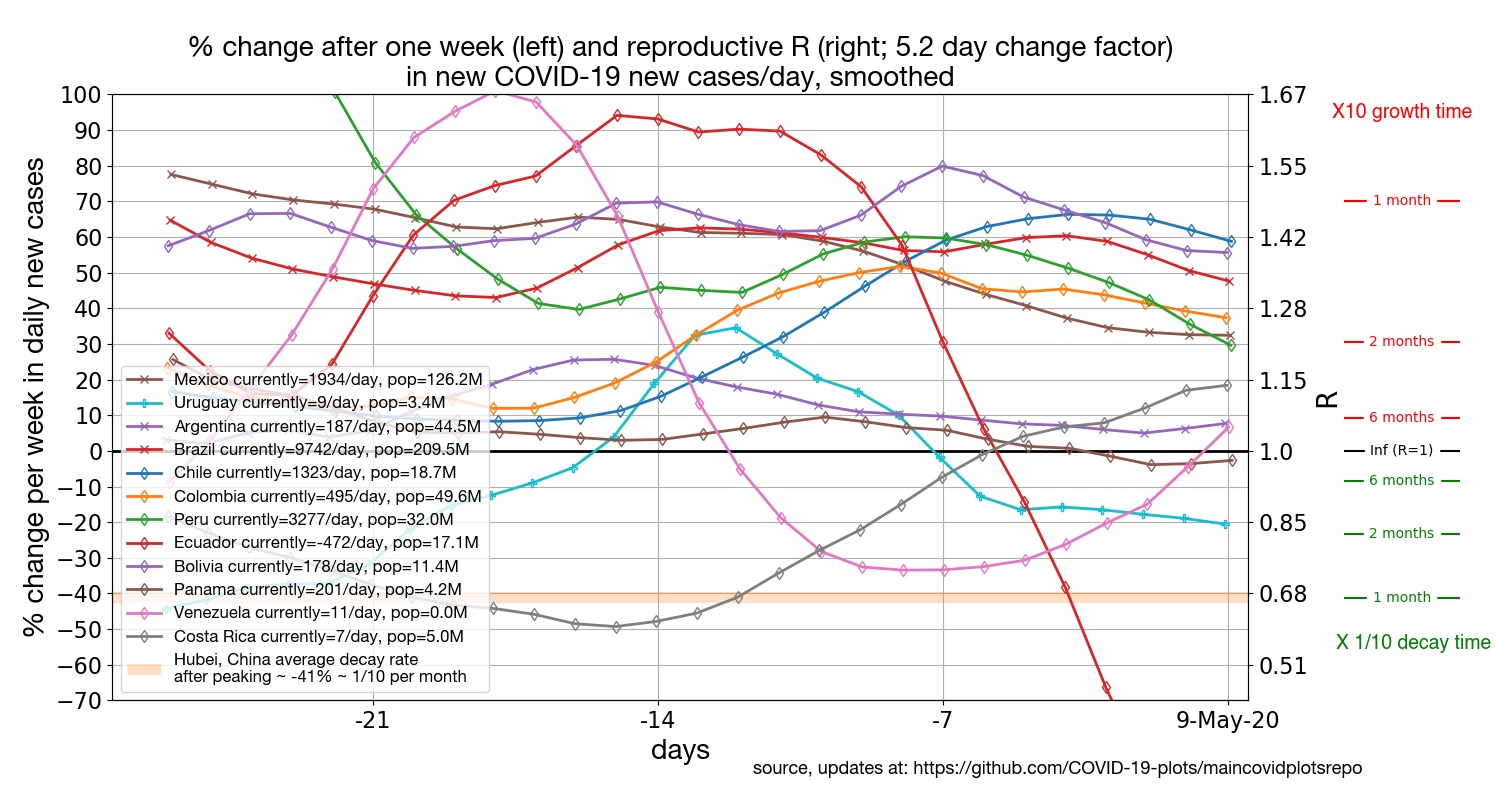 % change after one week (left) and reproductive R (right; 5.2 day change factor)
in new COVID-19 new cases/day, smoothed
% change per week in daily new cases
100
90
80
70
60
50
40
30
20
10
0
−10
−20
−30
−40
−50
−60
−70
Mexico currently=1934/day, pop=126.2M
Uruguay currently=9/day, pop=3.4M
Argentina currently=187/day, pop=44.5M
Brazil currently=9742/day, pop=209.5M
Chile currently=1323/day, pop=18.7M
Colombia currently=495/day, pop=49.6M
Peru currently=3277/day, pop=32.0M
Ecuador currently=-472/day, pop=17.1M
Bolivia currently=178/day, pop=11.4M
Panama currently=201/day, pop=4.2M
Venezuela currently=11/day, pop=0.0M
Costa Rica currently=7/day, pop=5.0M
Hubei, China average decay rate
after peaking ~ -41% ~ 1/10 per month
-21
-14
-7
9-May-20
days
1.67
1.55
1.42
1.28
1.15
1.0
0.85
0.68
0.51
R
X10 growth time
1 month
2 months
6 months
Inf (R=1)
6 months
2 months
1 month
X 1/10 decay time
source, updates at: https://github.com/COVID-19-plots/maincovidplotsrepo